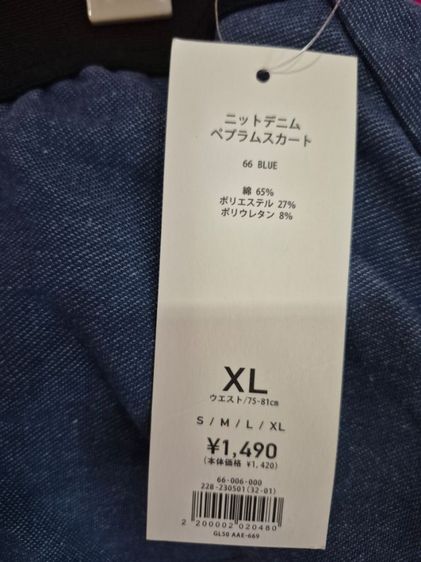 ニットデニム
ペプラムスカート
66 BLUE
綿 65%
ポリエステル 27%
ポリウレタン 8%
XL
ウエスト/75-81cm
S / M / L / XL
¥1,490
(本体価格 ¥1,420)
66-006-000
228-230501(32-01)
2 200002 020480
GL50 AAE-669